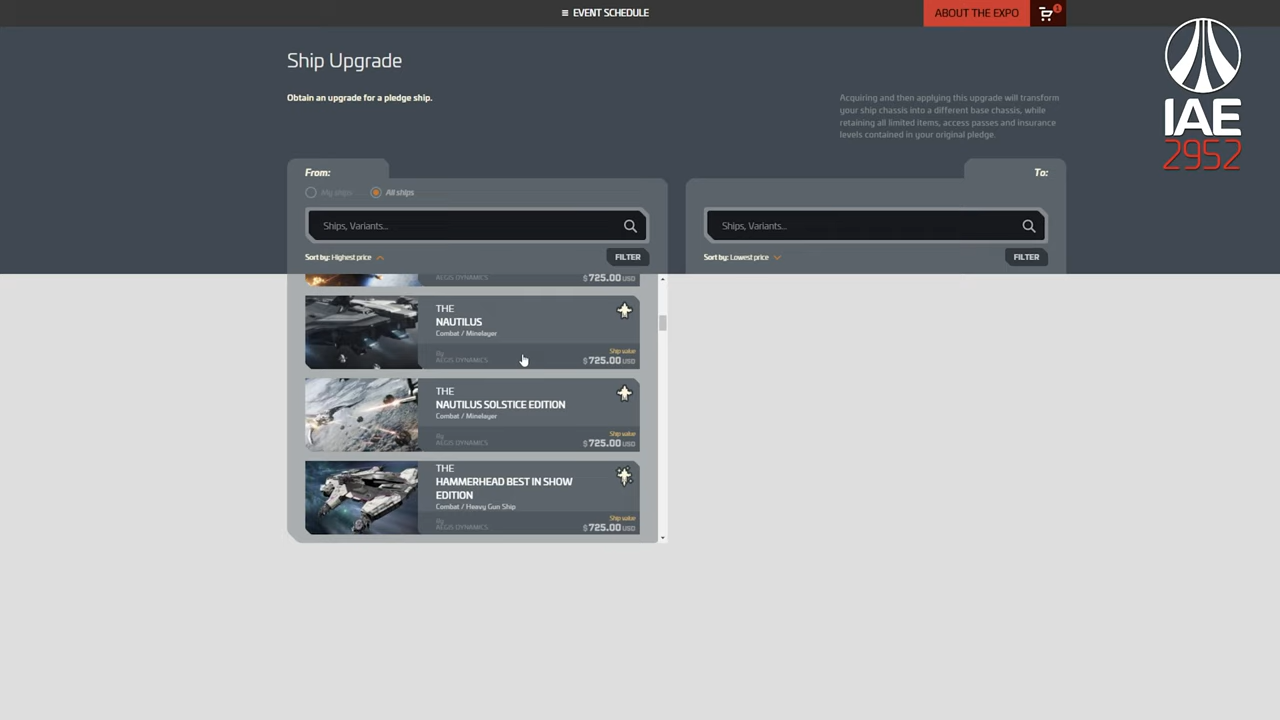 ≡ EVENT SCHEDULE
ABOUT THE EXPO
1
IAE
2952
Ship Upgrade
Obtain an upgrade for a pledge ship.
Acquiring and then applying this upgrade will transform
your ship chassis into a different base chassis, while
retaining all limited items, access passes and insurance
levels contained in your original pledge.
From:
My ships
All ships
Ships, Variants...
Sort by: Highest price
FILTER
To:
Ships, Variants...
Sort by: Lowest price
FILTER
AEGIS DYNAMICS
$ 725.00 USD
THE
NAUTILUS
Combat / Minelayer
By
AEGIS DYNAMICS
Ship value
$ 725.00 USD
THE
NAUTILUS SOLSTICE EDITION
Combat / Minelayer
By
AEGIS DYNAMICS
Ship value
$ 725.00 USD
THE
HAMMERHEAD BEST IN SHOW
EDITION
Combat / Heavy Gun Ship
By
AEGIS DYNAMICS
Ship value
$ 725.00 USD